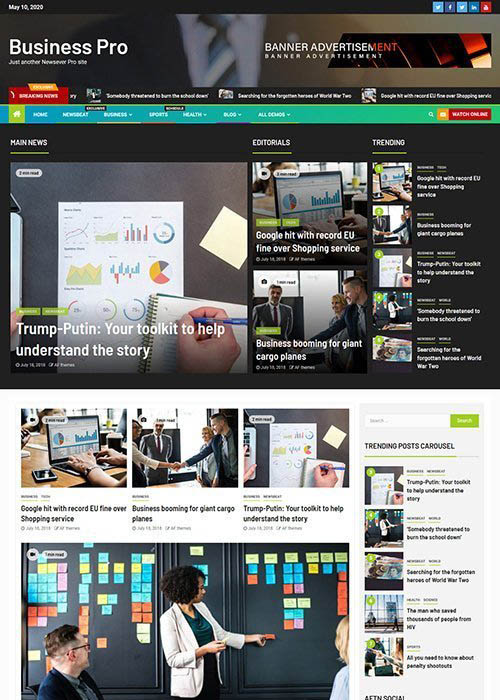 May 10, 2020
Business Pro
Just another Newsever Pro site
BANNER ADVERTISEMENT
BANNER ADVERTISEMENT
EXCLUSIVE
BREAKING NEWS
'Somebody threatened to burn the school down'
Searching for the forgotten heroes of World War Two
Google hit with record EU fine over Shopping service
EXCLUSIVE
SCHEDULE
HOME NEWSBEAT BUSINESS SPORTS HEALTH BLOG ALL DEMOS WATCH ONLINE
MAIN NEWS
2 min read
BUSINESS NEWSBEAT
Trump-Putin: Your toolkit to help
understand the story
July 18, 2018 AF themes
EDITORIALS
2 min read
BUSINESS TECH
Google hit with record EU
fine over Shopping service
July 18, 2018 AF themes
1 min read
BUSINESS
Business booming for giant
cargo planes
July 18, 2018 AF themes
TRENDING
1
BUSINESS TECH
Google hit with record EU
fine over Shopping
service
2
BUSINESS
Business booming for
giant cargo planes
3
BUSINESS NEWSBEAT
Trump-Putin: Your toolkit
to help understand the
story
4
NEWSBEAT WORLD
'Somebody threatened to
burn the school down'
5
NEWSBEAT WORLD
Searching for the
forgotten heroes of World
War Two
2 min read
BUSINESS TECH
Google hit with record EU fine over
Shopping service
July 18, 2018 AF themes
1 min read
BUSINESS
Business booming for giant cargo
planes
July 18, 2018 AF themes
2 min read
BUSINESS NEWSBEAT
Trump-Putin: Your toolkit to help
understand the story
July 18, 2018 AF themes
1 min read
Search ...
Search
TRENDING POSTS CAROUSEL
3
BUSINESS NEWSBEAT
Trump-Putin: Your toolkit
to help understand the
story
4
NEWSBEAT WORLD
'Somebody threatened to
burn the school down'
5
NEWSBEAT WORLD
Searching for the forgotten
heroes of World War Two
HEALTH SCIENCE
The man who saved
thousands of people from
HIV
SPORTS
All you need to know about
penalty shootouts
AFTN SOCIAL